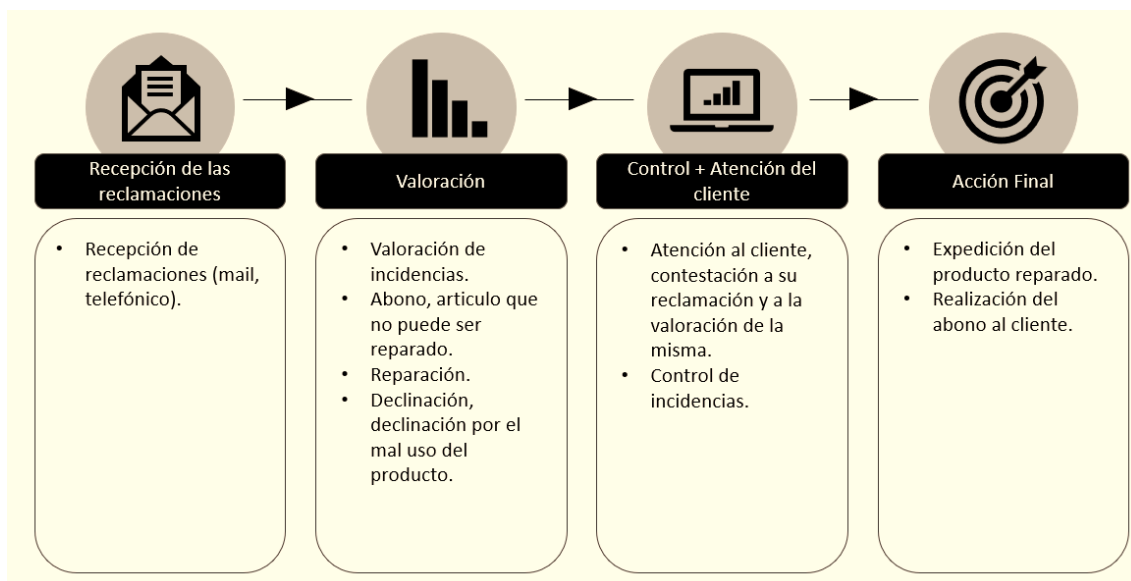 Recepción de las
reclamaciones
Valoración
Control + Atención del
cliente
Acción Final
• Recepción de
reclamaciones (mail,
telefónico).
• Valoración de
incidencias.
• Abono, articulo que
no puede ser
reparado.
• Reparación.
• Declinación,
declinación por el
mal uso del
producto.
• Atención al cliente,
contestación a su
reclamación y a la
valoración de la
misma.
• Control de
incidencias.
• Expedición del
producto reparado.
• Realización del
abono al cliente.